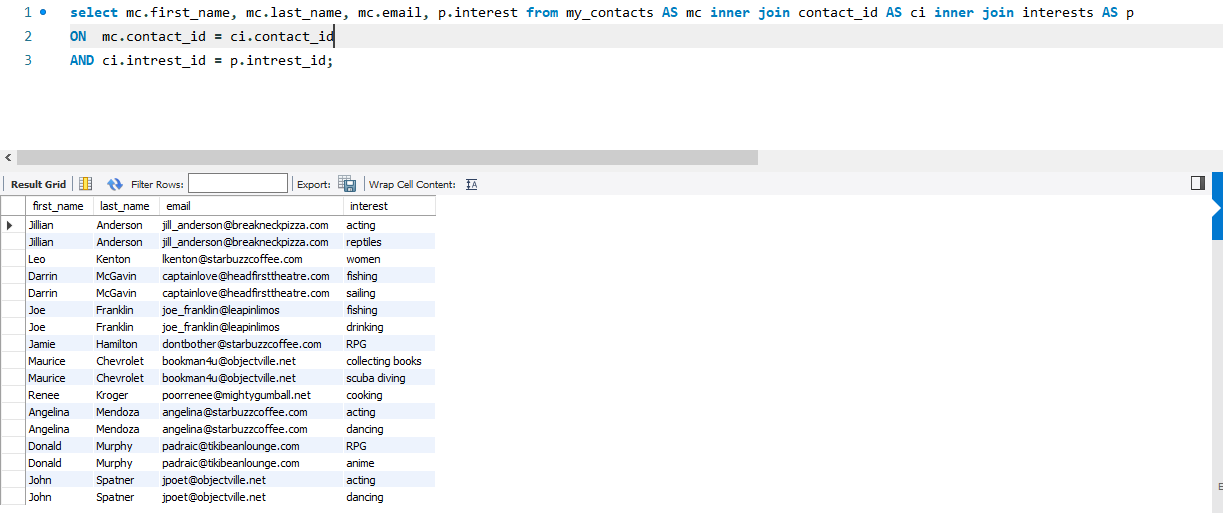 1 select mc.first_name, mc.last_name, mc.email, p.interest from my_contacts AS mc inner join contact_id AS ci inner join interests AS p
2 ON  mc.contact_id = ci.contact_id
3 AND ci.intrest_id = p.intrest_id;
Result Grid Filter Rows: Export: Wrap Cell Content:
first_name last_name email interest
Jillian Anderson jill_anderson@breakneckpizza.com acting
Jillian Anderson jill_anderson@breakneckpizza.com reptiles
Leo Kenton lkenton@starbuzzcoffee.com women
Darrin McGavin captainlove@headfirsttheatre.com fishing
Darrin McGavin captainlove@headfirsttheatre.com sailing
Joe Franklin joe_franklin@leapinlimos fishing
Joe Franklin joe_franklin@leapinlimos drinking
Jamie Hamilton dontbother@starbuzzcoffee.com RPG
Maurice Chevrolet bookman4u@objectville.net collecting books
Maurice Chevrolet bookman4u@objectville.net scuba diving
Renee Kroger poorrenee@mightygumball.net cooking
Angelina Mendoza angelina@starbuzzcoffee.com acting
Angelina Mendoza angelina@starbuzzcoffee.com dancing
Donald Murphy padraic@tikibeanlounge.com RPG
Donald Murphy padraic@tikibeanlounge.com anime
John Spatner jpoet@objectville.net acting
John Spatner jpoet@objectville.net dancing